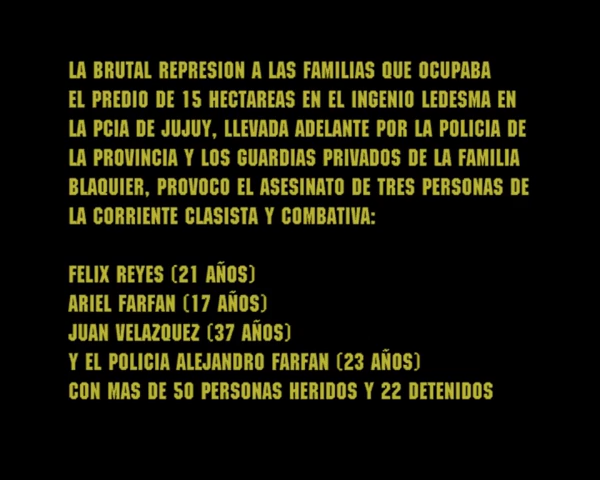 LA BRUTAL REPRESION A LAS FAMILIAS QUE OCUPABA
EL PREDIO DE 15 HECTAREAS EN EL INGENIO LEDESMA EN
LA PCIA DE JUJUY, LLEVADA ADELANTE POR LA POLICIA DE
LA PROVINCIA Y LOS GUARDIAS PRIVADOS DE LA FAMILIA
BLAQUIER, PROVOCO EL ASESINATO DE TRES PERSONAS DE
LA CORRIENTE CLASISTA Y COMBATIVA:
FELIX REYES (21 AÑOS)
ARIEL FARFAN (17 AÑOS)
JUAN VELAZQUEZ (37 AÑOS)
Y EL POLICIA ALEJANDRO FARFAN (23 AÑOS)
CON MAS DE 50 PERSONAS HERIDOS Y 22 DETENIDOS